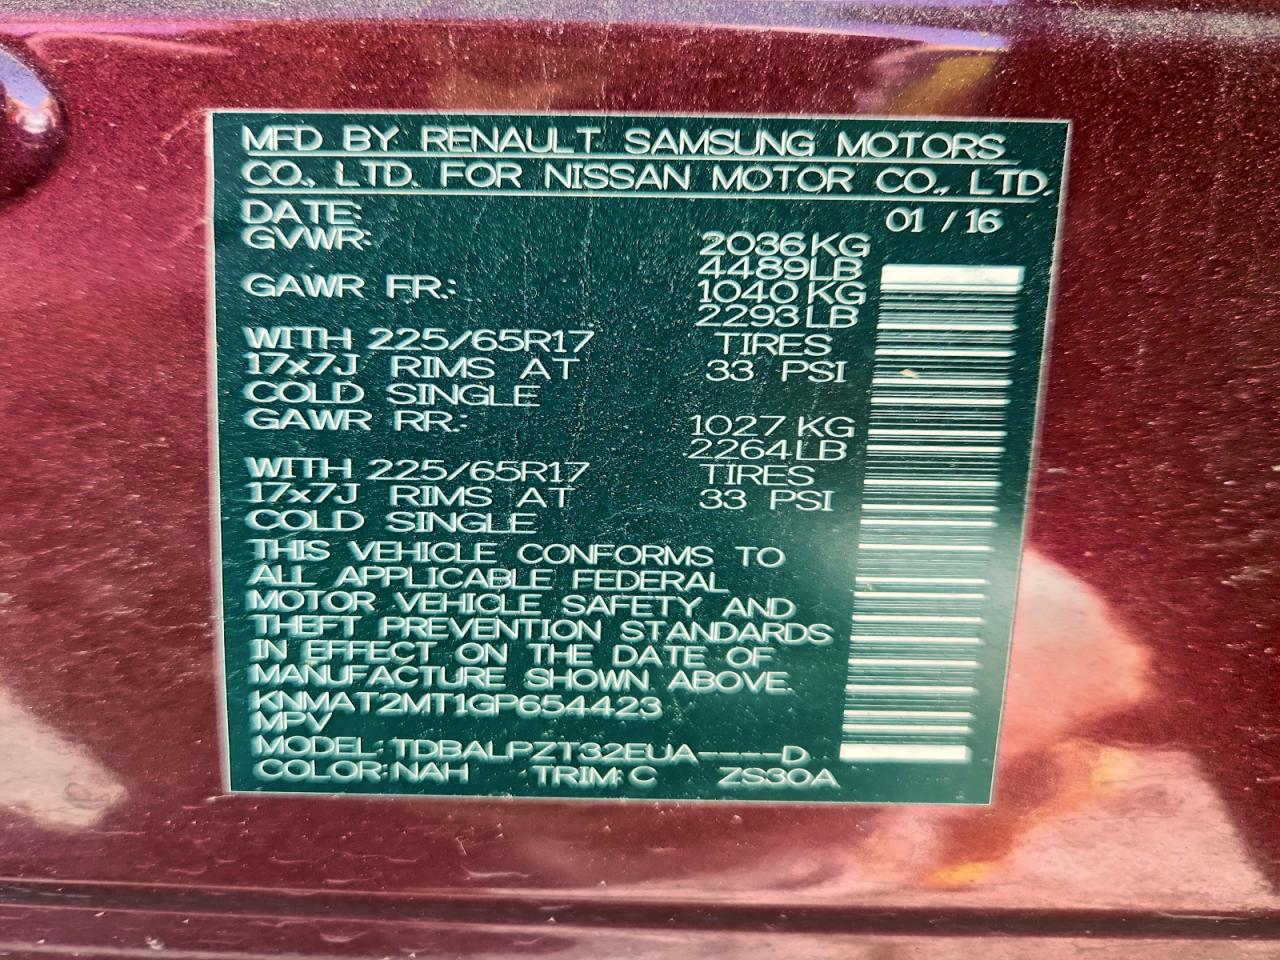 MFD BY RENAULT SAMSUNG MOTORS
CO., LTD. FOR NISSAN MOTOR CO., LTD.
DATE: 01 / 16
GVWR: 2036 KG
4489 LB
GAWR FR.: 1040 KG
2293 LB
WITH 225/65R17 TIRES
17x7J RIMS AT 33 PSI
COLD SINGLE
GAWR RR.: 1027 KG
2264 LB
WITH 225/65R17 TIRES
17x7J RIMS AT 33 PSI
COLD SINGLE
THIS VEHICLE CONFORMS TO
ALL APPLICABLE FEDERAL
MOTOR VEHICLE SAFETY AND
THEFT PREVENTION STANDARDS
IN EFFECT ON THE DATE OF
MANUFACTURE SHOWN ABOVE.
KNMAT2MT1GP654423
MPV
MODEL: TDBALPZT32EUA----D
COLOR: NAH TRIM: C ZS30A